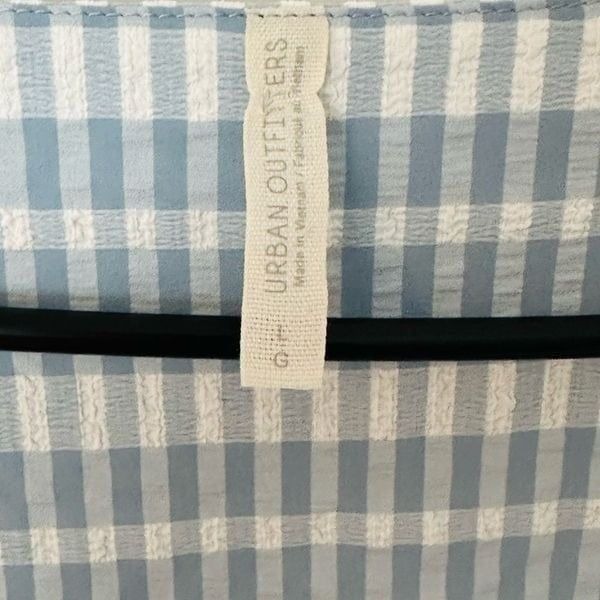 URBAN OUTFITTERS
Made in Vietnam / Fabriqué au Vietnam